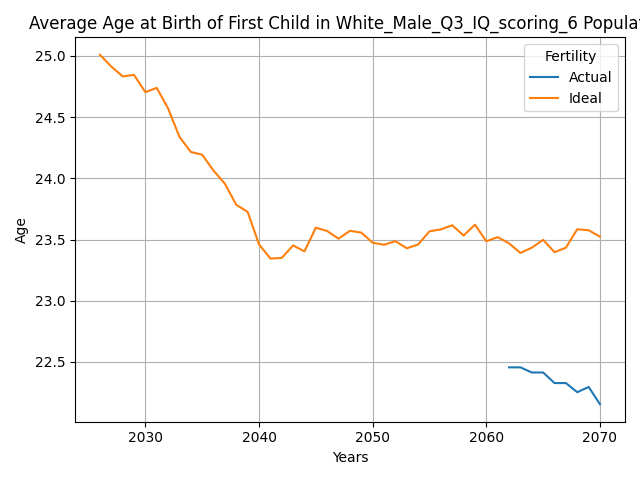 Average Age at Birth of First Child in White_Male_Q3_IQ_scoring_6 Populat
25.0
24.5
24.0
23.5
23.0
22.5
Age
Fertility
Actual
Ideal
2030 2040 2050 2060 2070
Years